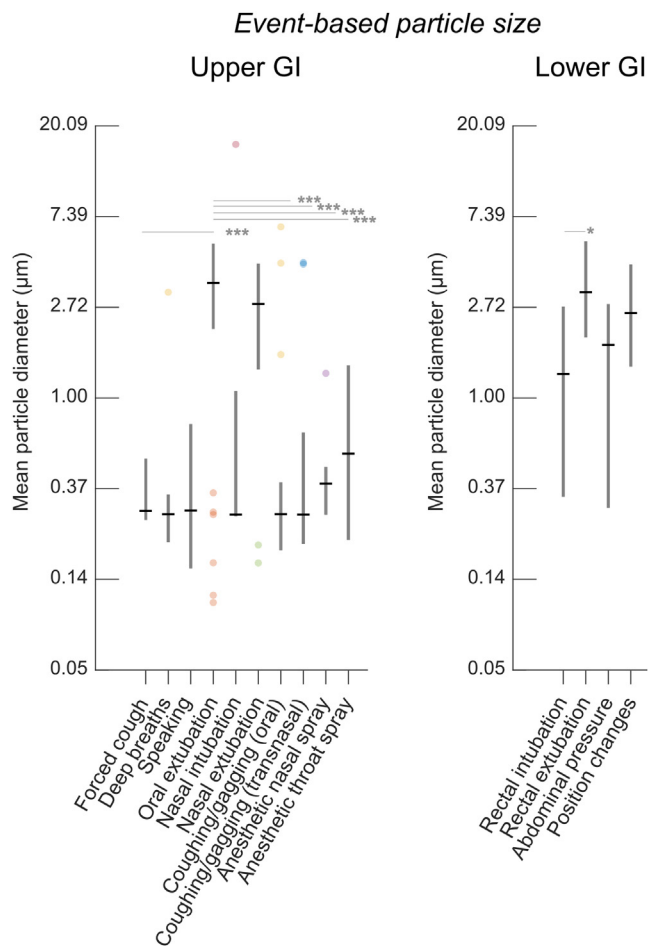 Event-based particle size
Upper GI
Lower GI
Mean particle diameter (μm)
20.09
7.39
2.72
1.00
0.37
0.14
0.05
***
***
***
***
***
Forced cough
Deep breaths
Speaking
Oral extubation
Nasal intubation
Nasal extubation
Coughing/gagging (oral)
Coughing/gagging (transnasal)
Anesthetic nasal spray
Anesthetic throat spray
Mean particle diameter (μm)
20.09
7.39
2.72
1.00
0.37
0.14
0.05
*
Rectal intubation
Rectal extubation
Abdominal pressure
Position changes